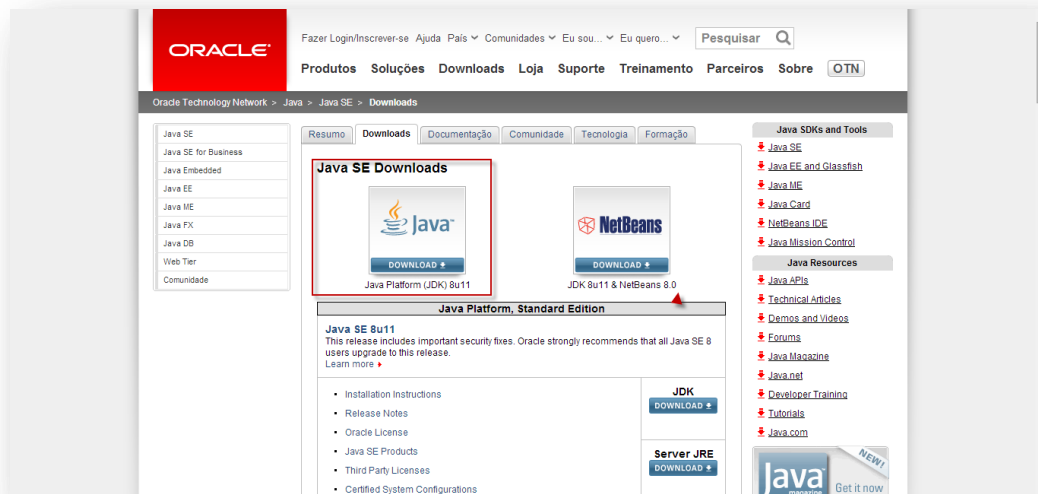 ORACLE
Fazer Login/Inscrever-se Ajuda País Comunidades Eu sou... Eu quero... Pesquisar
Produtos Soluções Downloads Loja Suporte Treinamento Parceiros Sobre OTN
Oracle Technology Network > Java > Java SE > Downloads
Java SE
Java SE for Business
Java Embedded
Java EE
Java ME
Java FX
Java DB
Web Tier
Comunidade
Resumo Downloads Documentação Comunidade Tecnologia Formação
Java SE Downloads
Java
DOWNLOAD
Java Platform (JDK) 8u11
NetBeans
DOWNLOAD
JDK 8u11 & NetBeans 8.0
Java Platform, Standard Edition
Java SE 8u11
This release includes important security fixes. Oracle strongly recommends that all Java SE 8
users upgrade to this release.
Learn more
Installation Instructions
Release Notes
Oracle License
Java SE Products
Third Party Licenses
Certified System Configurations
JDK
DOWNLOAD
Server JRE
DOWNLOAD
Java SDKs and Tools
Java SE
Java EE and Glassfish
Java ME
Java Card
NetBeans IDE
Java Mission Control
Java Resources
Java APIs
Technical Articles
Demos and Videos
Forums
Java Magazine
Java.net
Developer Training
Tutorials
Java.com
NEW!
Java
magazine
Get it now